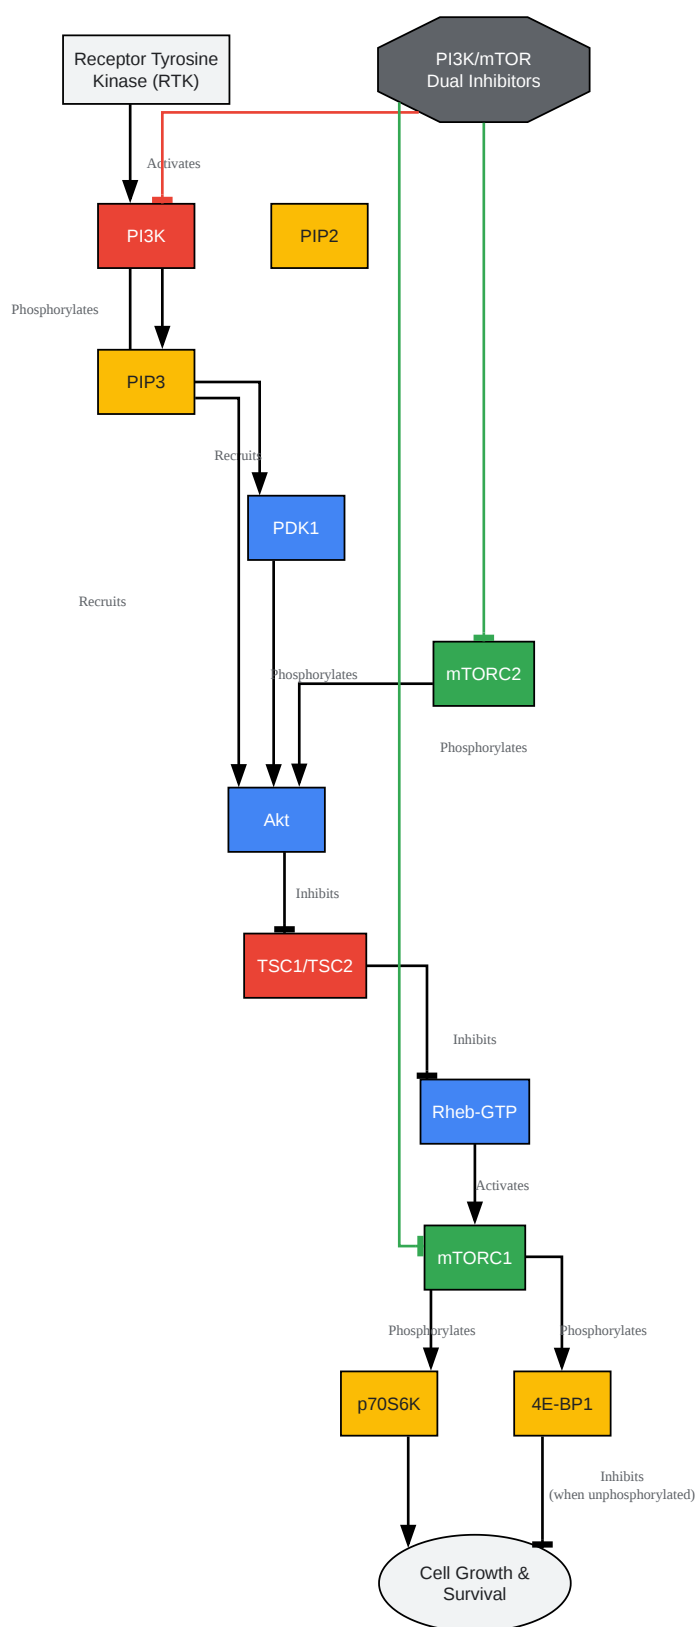 Receptor Tyrosine
Kinase (RTK)
PI3K/mTOR
Dual Inhibitors
Activates
PI3K
PIP2
Phosphorylates
PIP3
Recruits
PDK1
Recruits
Phosphorylates
mTORC2
Phosphorylates
Akt
Inhibits
TSC1/TSC2
Inhibits
Rheb-GTP
Activates
mTORC1
Phosphorylates
Phosphorylates
p70S6K
4E-BP1
Inhibits
(when unphosphorylated)
Cell Growth &
Survival